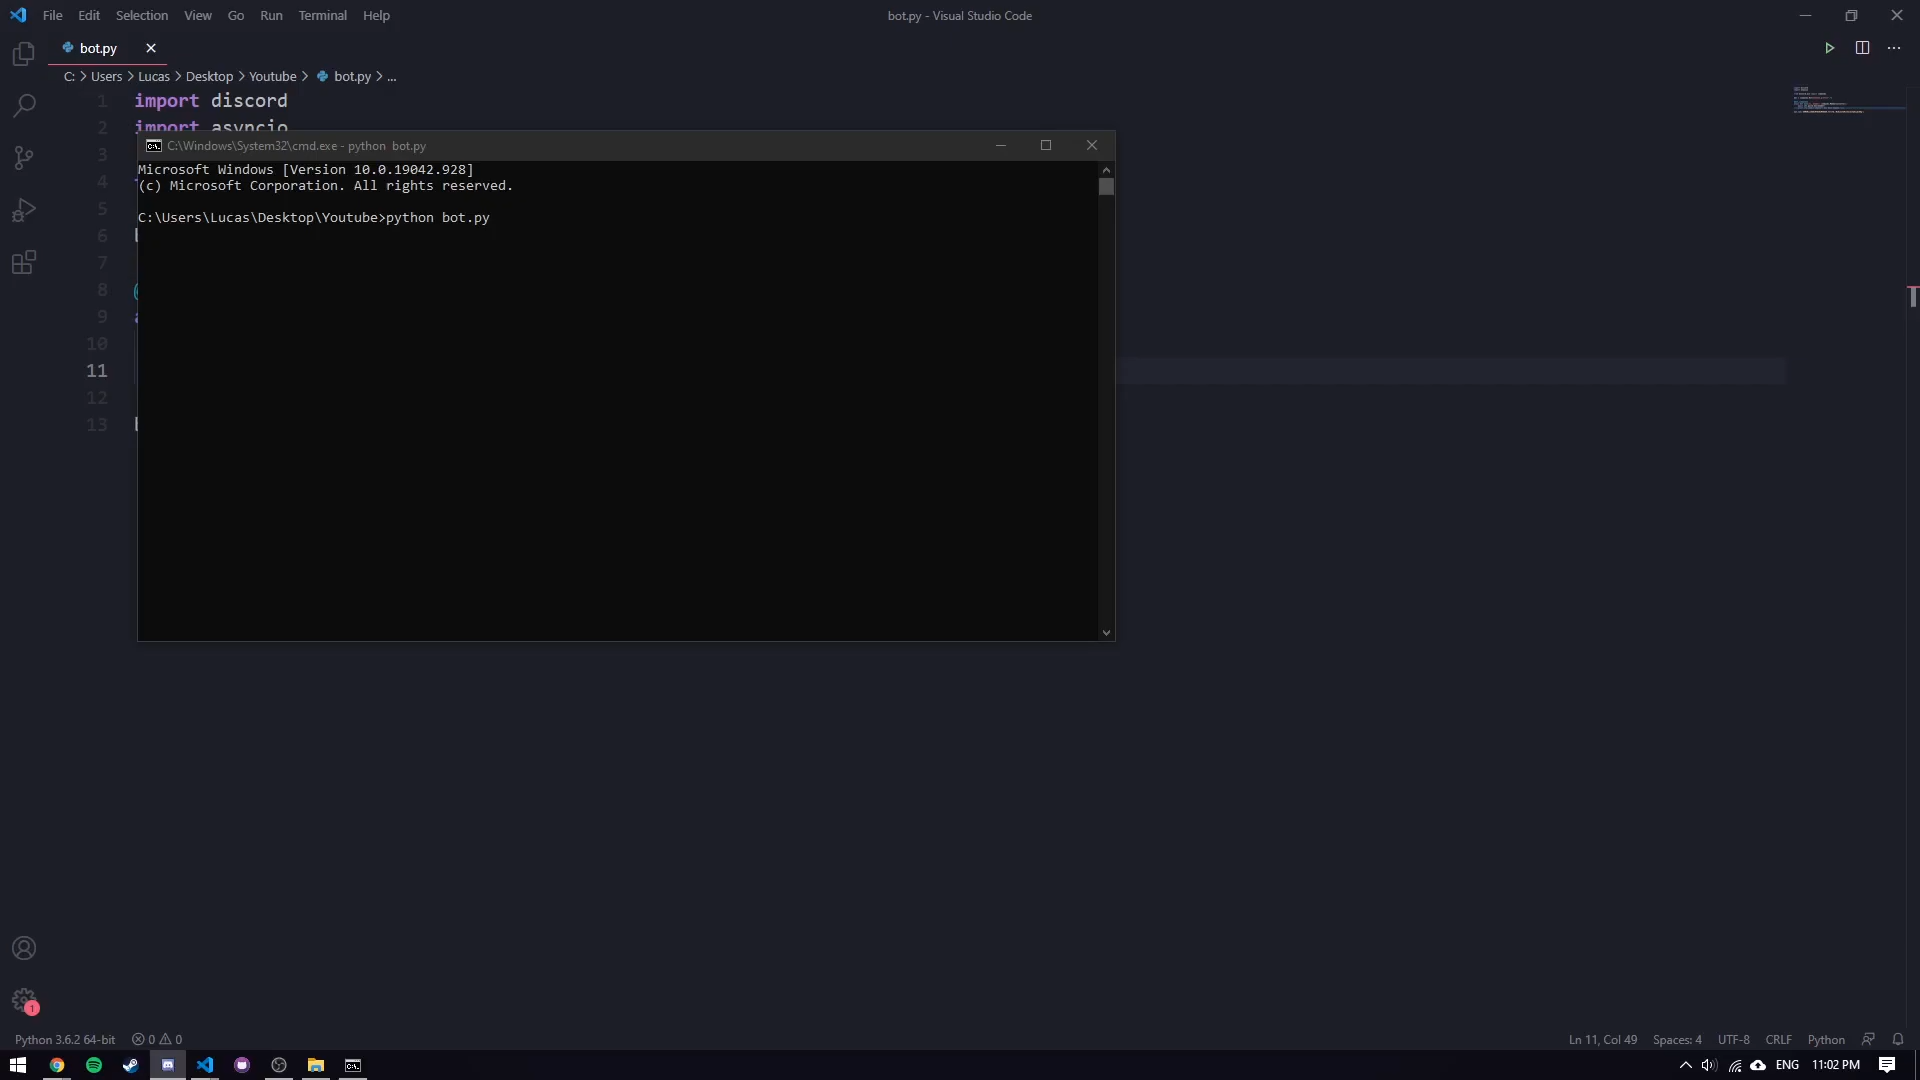 File Edit Selection View Go Run Terminal Help
bot.py - Visual Studio Code
bot.py
C: > Users > Lucas > Desktop > Youtube > bot.py > ...
1 import discord
2 import asyncio
3
4
5
6
7
8
9
10
11
12
13
C:\Windows\System32\cmd.exe - python  bot.py
Microsoft Windows [Version 10.0.19042.928]
(c) Microsoft Corporation. All rights reserved.
C:\Users\Lucas\Desktop\Youtube>python bot.py
1
Python 3.6.2 64-bit
0 0
Ln 11, Col 49 Spaces: 4 UTF-8 CRLF Python
ENG 11:02 PM